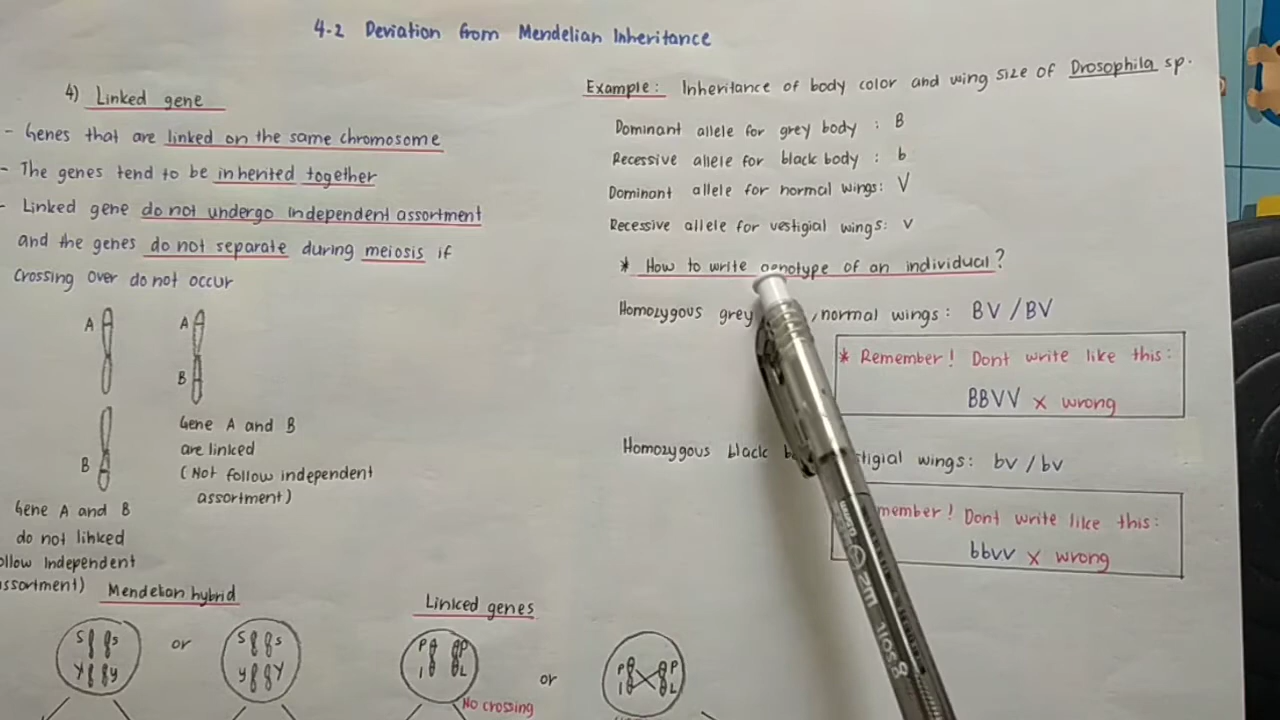 4-2 Deviation from Mendelian Inheritance
4) Linked gene
- Genes that are linked on the same chromosome
- The genes tend to be inherited together
- Linked gene do not undergo independent assortment
and the genes do not separate during meiosis if
crossing over do not occur
A
A
B
B
Gene A and B
are linked
(Not follow independent
assortment)
Gene A and B
do not linked
Independent
assortment)
Mendelian hybrid
Linked genes
S s
Y y
or
S s
y Y
P P
l L
No crossing
or
P P
l L
Example: Inheritance of body color and wing size of Drosophila sp.
Dominant allele for grey body : B
Recessive allele for black body : b
Dominant allele for normal wings: V
Recessive allele for vestigial wings: v
* How to write genotype of an individual?
Homozygous grey , normal wings: BV / BV
* Remember! Dont write like this:
BBVV x wrong
Homozygous black wings: bv / bv
Dont write like this:
bbvv x wrong